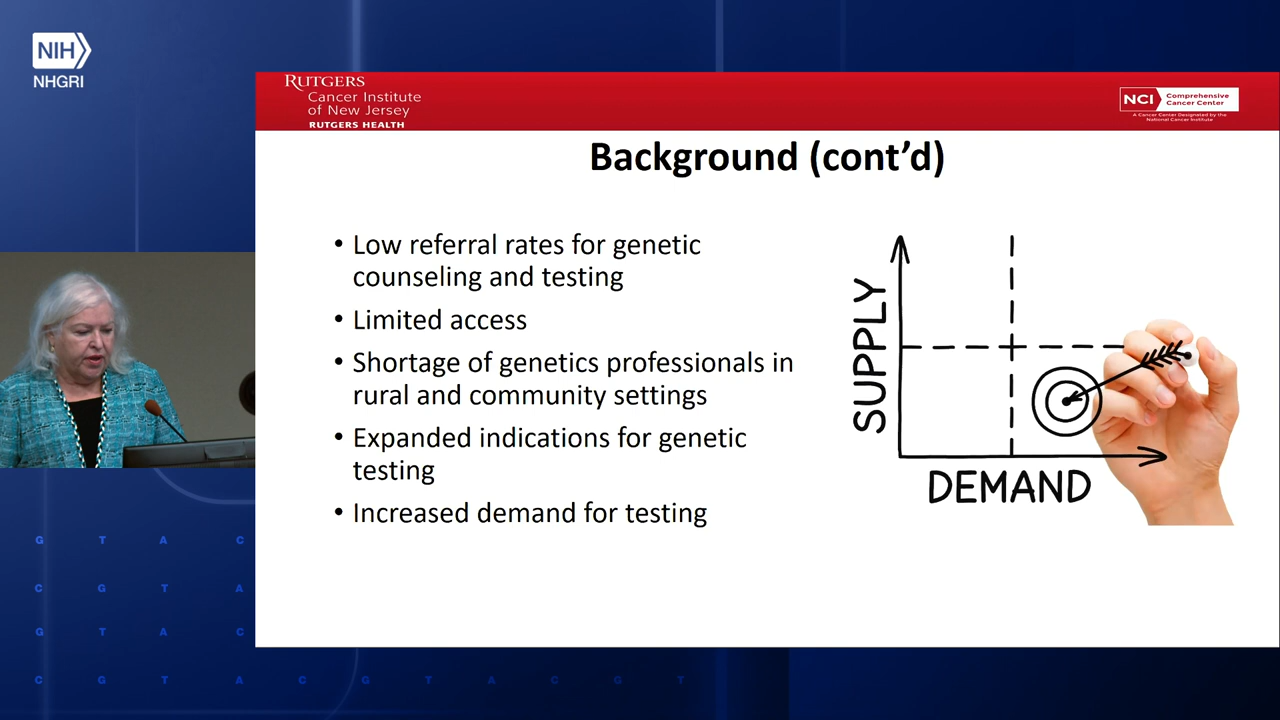 NIH
NHGRI
RUTGERS
Cancer Institute
of New Jersey
RUTGERS HEALTH
NCI
Comprehensive
Cancer Center
A Cancer Center Designated by the
National Cancer Institute
Background (cont’d)
• Low referral rates for genetic
counseling and testing
• Limited access
• Shortage of genetics professionals in
rural and community settings
• Expanded indications for genetic
testing
• Increased demand for testing
SUPPLY
DEMAND
G T A C
C G T A
G T A C
C G T A C G T A C G T